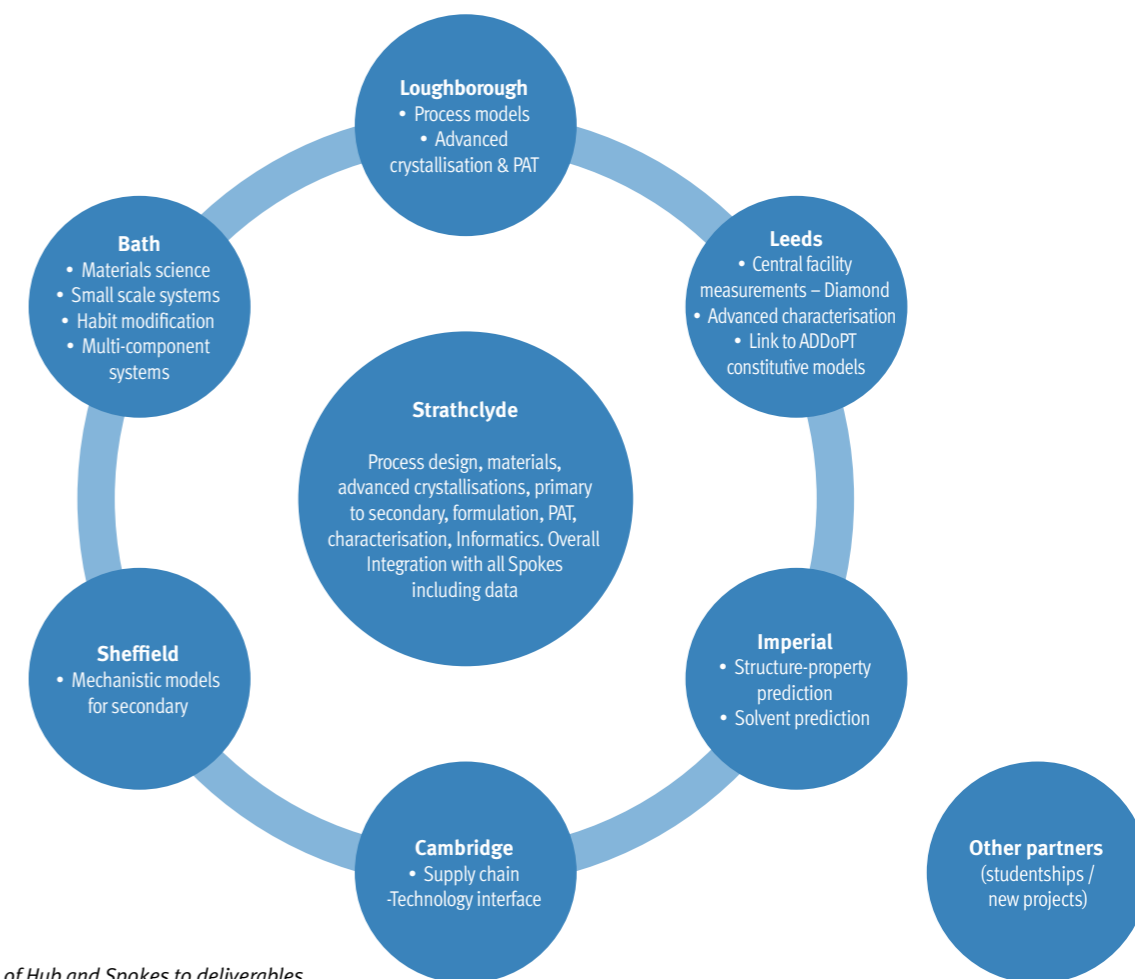 Loughborough
• Process models
• Advanced
crystallisation & PAT
Leeds
• Central facility
measurements – Diamond
• Advanced characterisation
• Link to ADDoPT
constitutive models
Bath
• Materials science
• Small scale systems
• Habit modification
• Multi-component
systems
Strathclyde
Process design, materials,
advanced crystallisations, primary
to secondary, formulation, PAT,
characterisation, Informatics. Overall
Integration with all Spokes
including data
Imperial
• Structure-property
prediction
• Solvent prediction
Sheffield
• Mechanistic models
for secondary
Cambridge
• Supply chain
-Technology interface
Other partners
(studentships /
new projects)
of Hub and Spokes to deliverables